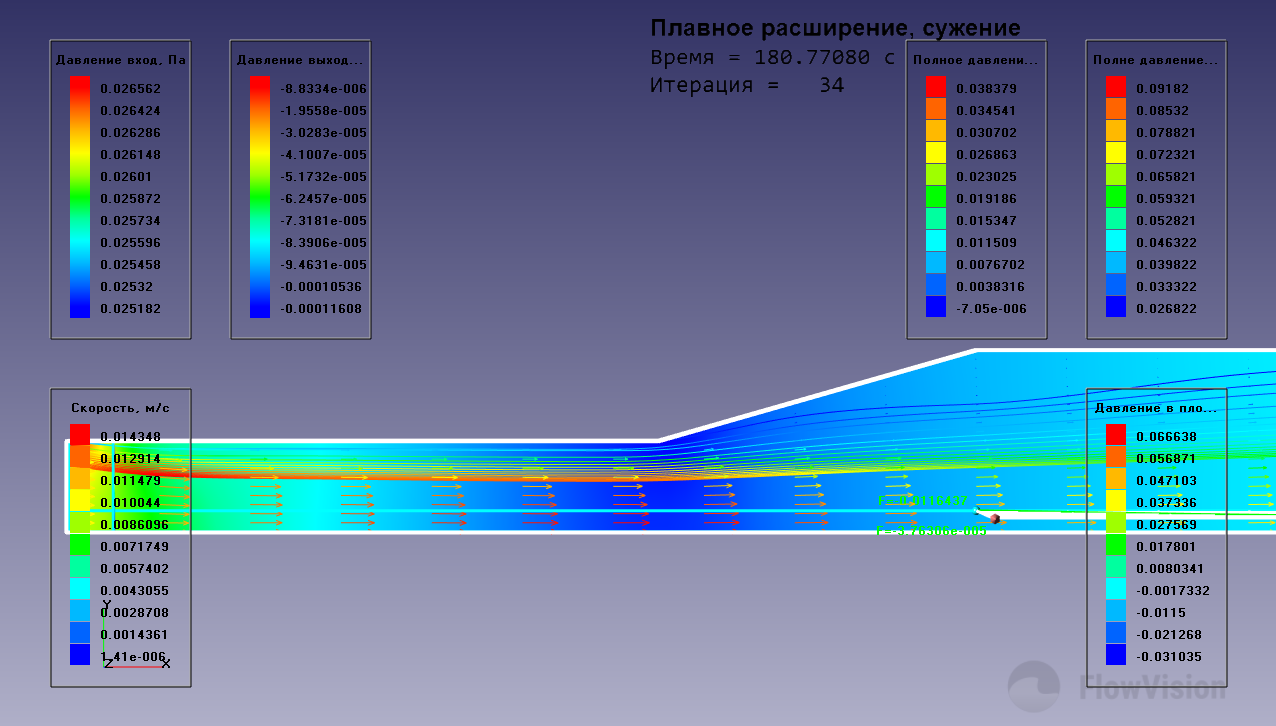 Плавное расширение, сужение
Время = 180.77080 с
Итерация = 34
Давление вход, Па
0.026562
0.026424
0.026286
0.026148
0.02601
0.025872
0.025734
0.025596
0.025458
0.02532
0.025182
Давление выход...
-8.8334e-006
-1.9558e-005
-3.0283e-005
-4.1007e-005
-5.1732e-005
-6.2457e-005
-7.3181e-005
-8.3906e-005
-9.4631e-005
-0.00010536
-0.00011608
Полное давлени...
0.038379
0.034541
0.030702
0.026863
0.023025
0.019186
0.015347
0.011509
0.0076702
0.0038316
-7.05e-006
Полне давление...
0.09182
0.08532
0.078821
0.072321
0.065821
0.059321
0.052821
0.046322
0.039822
0.033322
0.026822
Скорость, м/с
0.014348
0.012914
0.011479
0.010044
0.0086096
0.0071749
0.0057402
0.0043055
0.0028708
0.0014361
1.41e-006
Y
Z
X
Давление в пло...
0.066638
0.056871
0.047103
0.037336
0.027569
0.017801
0.0080341
-0.0017332
-0.0115
-0.021268
-0.031035
FlowVision